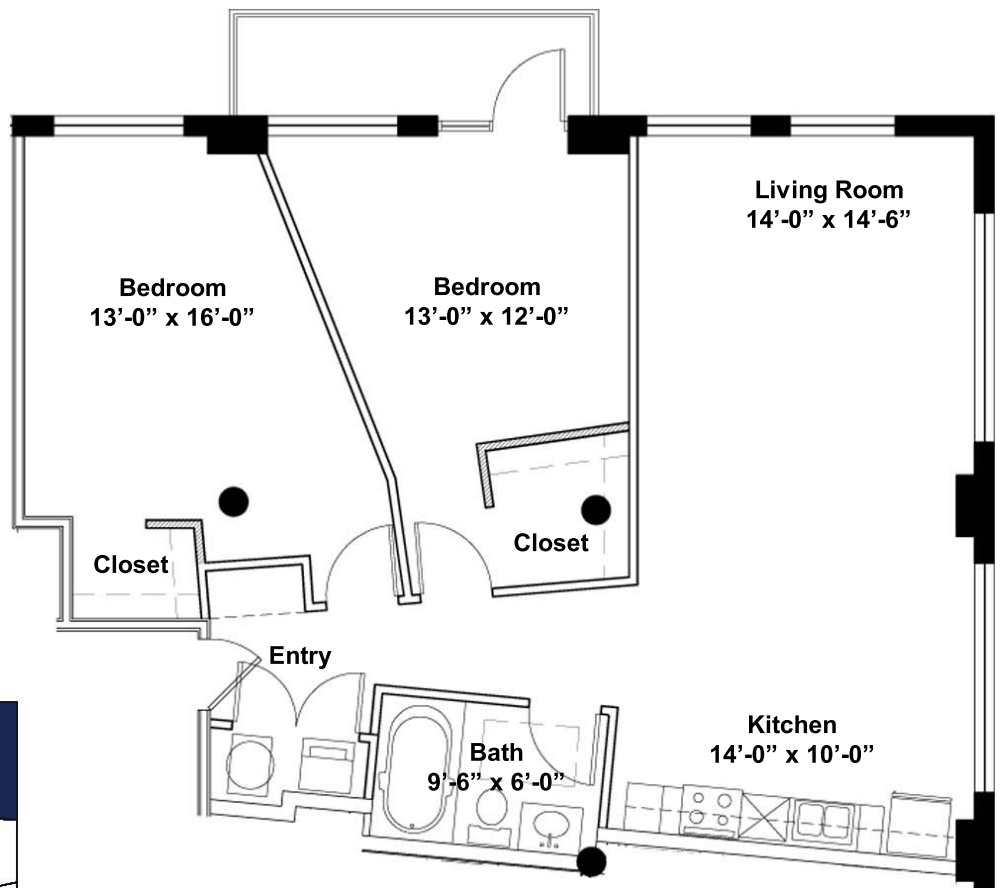 Living Room
14’-0” x 14’-6”
Bedroom
13’-0” x 16’-0”
Bedroom
13’-0” x 12’-0”
Closet
Closet
Entry
Kitchen
14’-0” x 10’-0”
Bath
9’-6” x 6’-0”